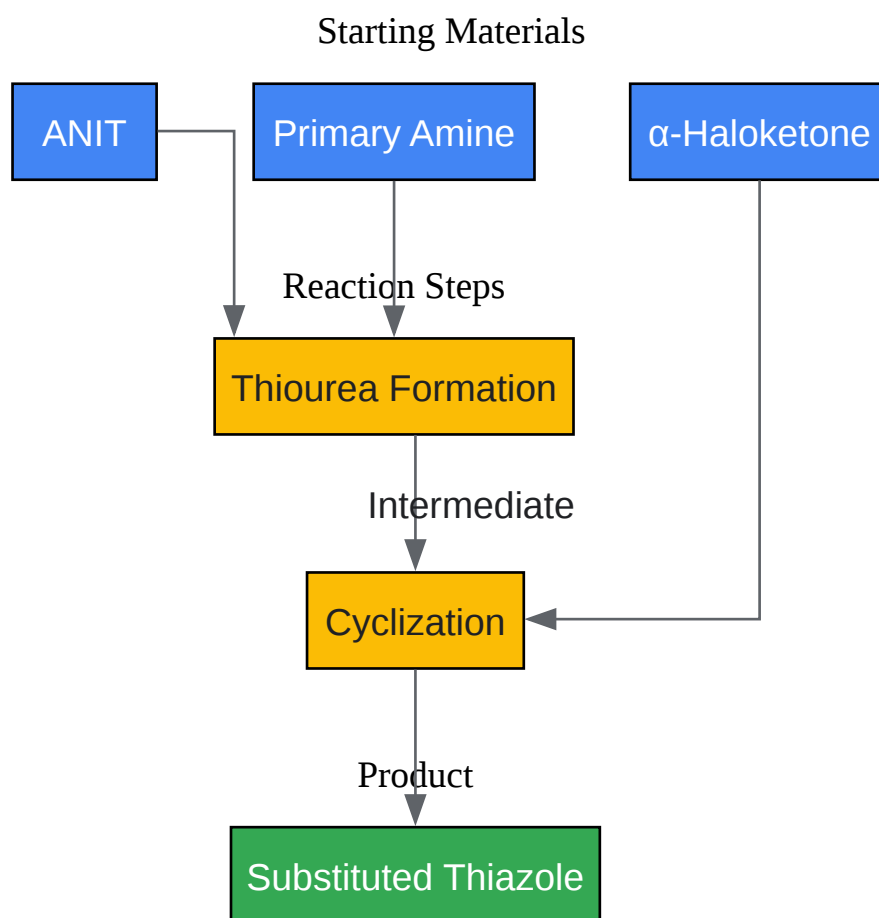 Starting Materials
ANIT
Primary Amine
α-Haloketone
Reaction Steps
Thiourea Formation
Intermediate
Cyclization
Product
Substituted Thiazole